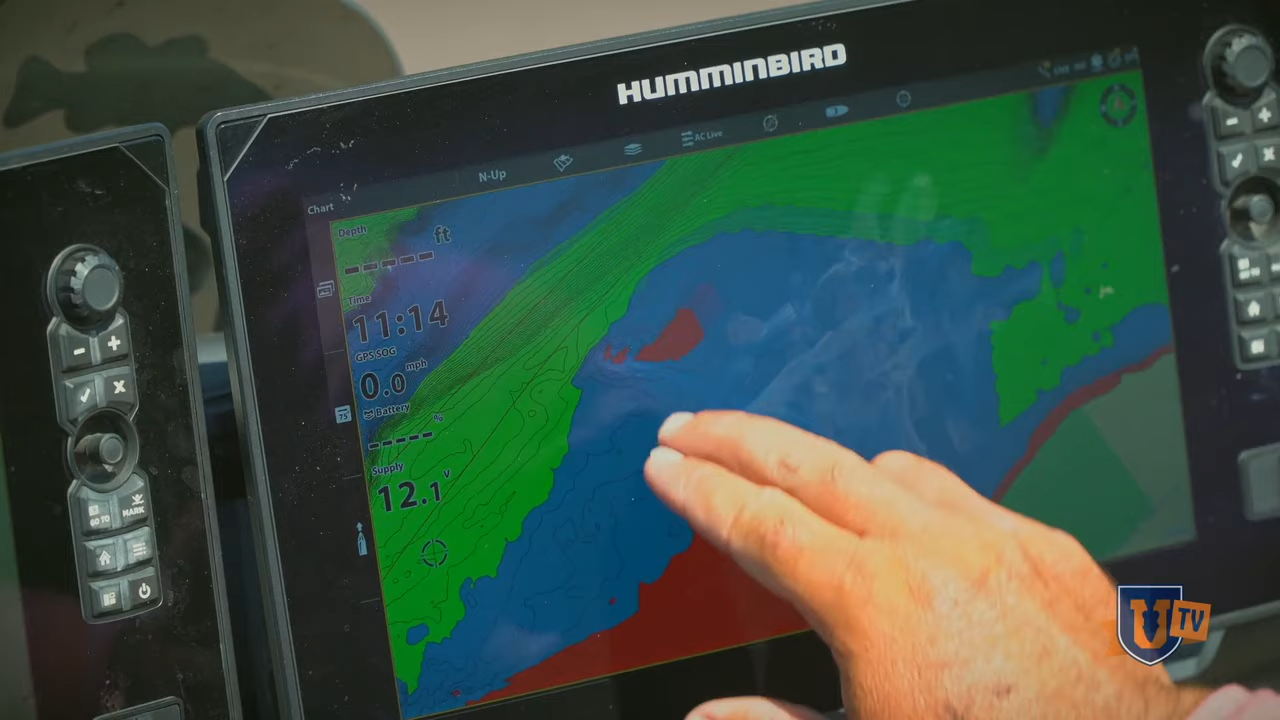 HUMMINBIRD
Chart
N-Up
AC Live
Depth
ft
-----
Time
11:14
GPS SOG
0.0 mph
Battery
----- %
Supply
12.1 V
75
- +
GO TO
MARK
- +
U TV